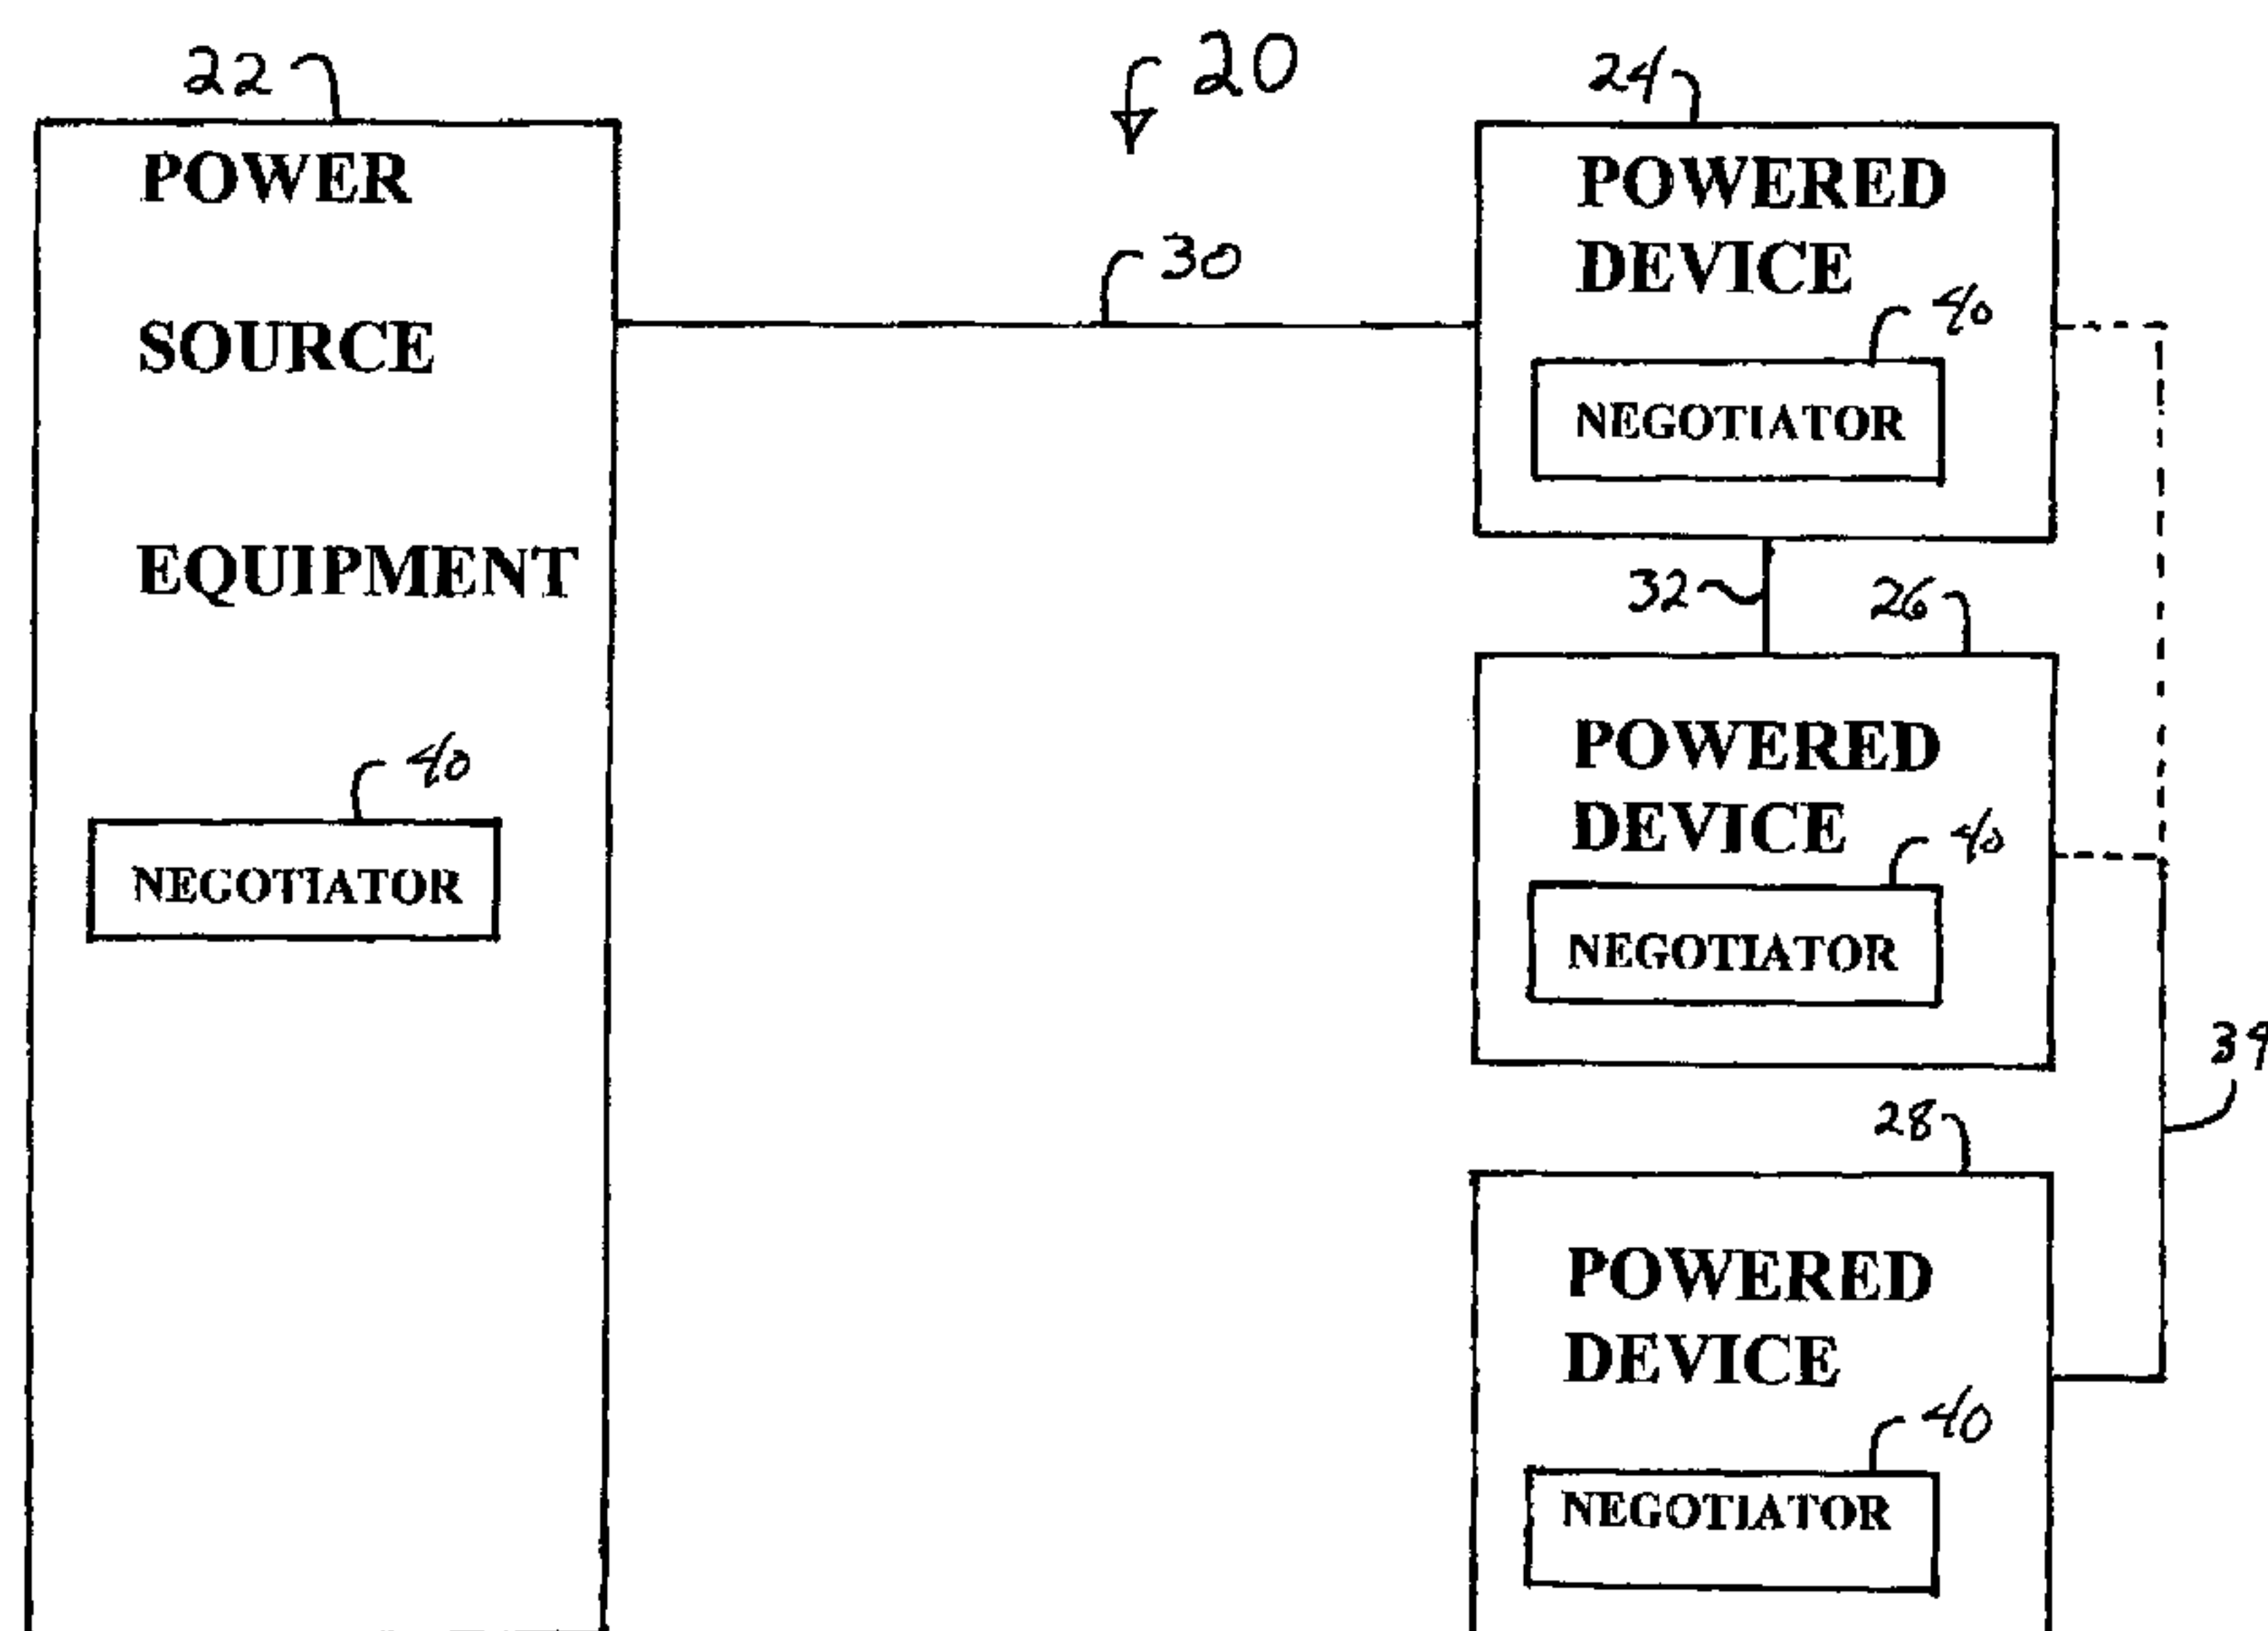 22
20
24
POWER
SOURCE
EQUIPMENT
40
NEGOTIATOR
30
POWERED
DEVICE
40
NEGOTIATOR
32
26
POWERED
DEVICE
40
NEGOTIATOR
28
POWERED
DEVICE
40
NEGOTIATOR